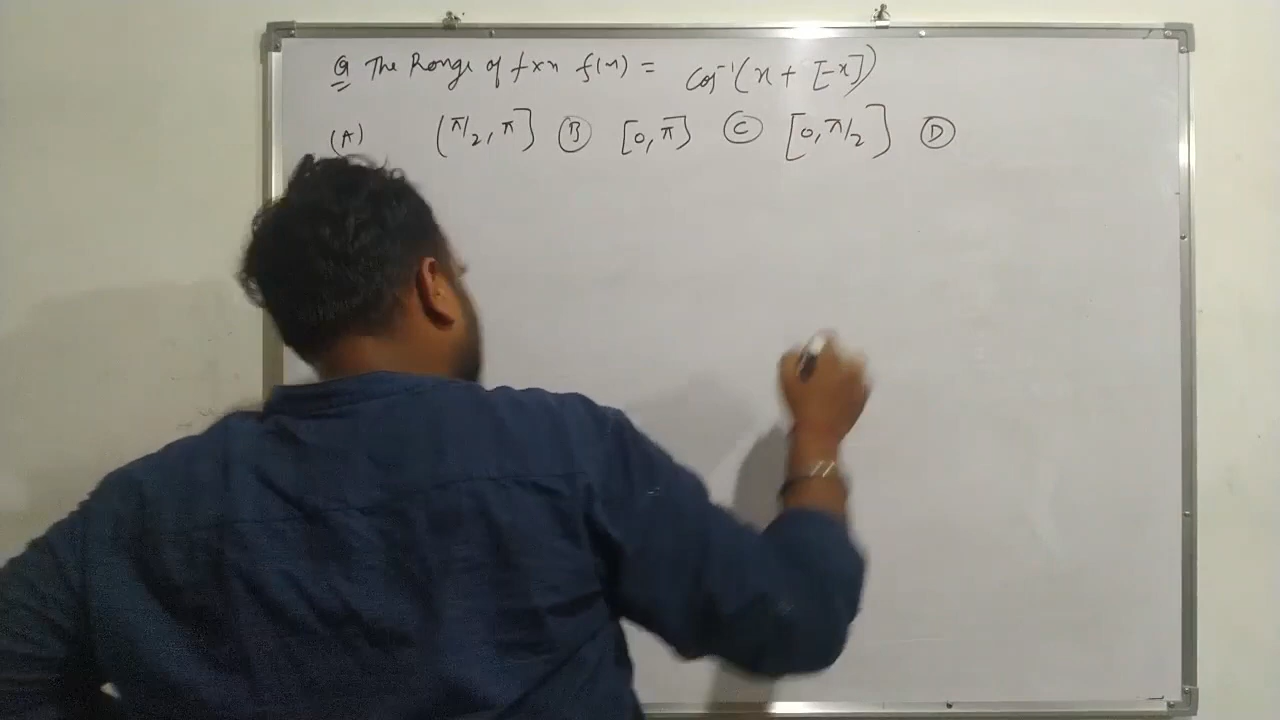 Q The Range of fxn f(x) = cos⁻¹(x + [-x])
(A) (π/2, π] (B) [0, π] (C) [0, π/2] (D)